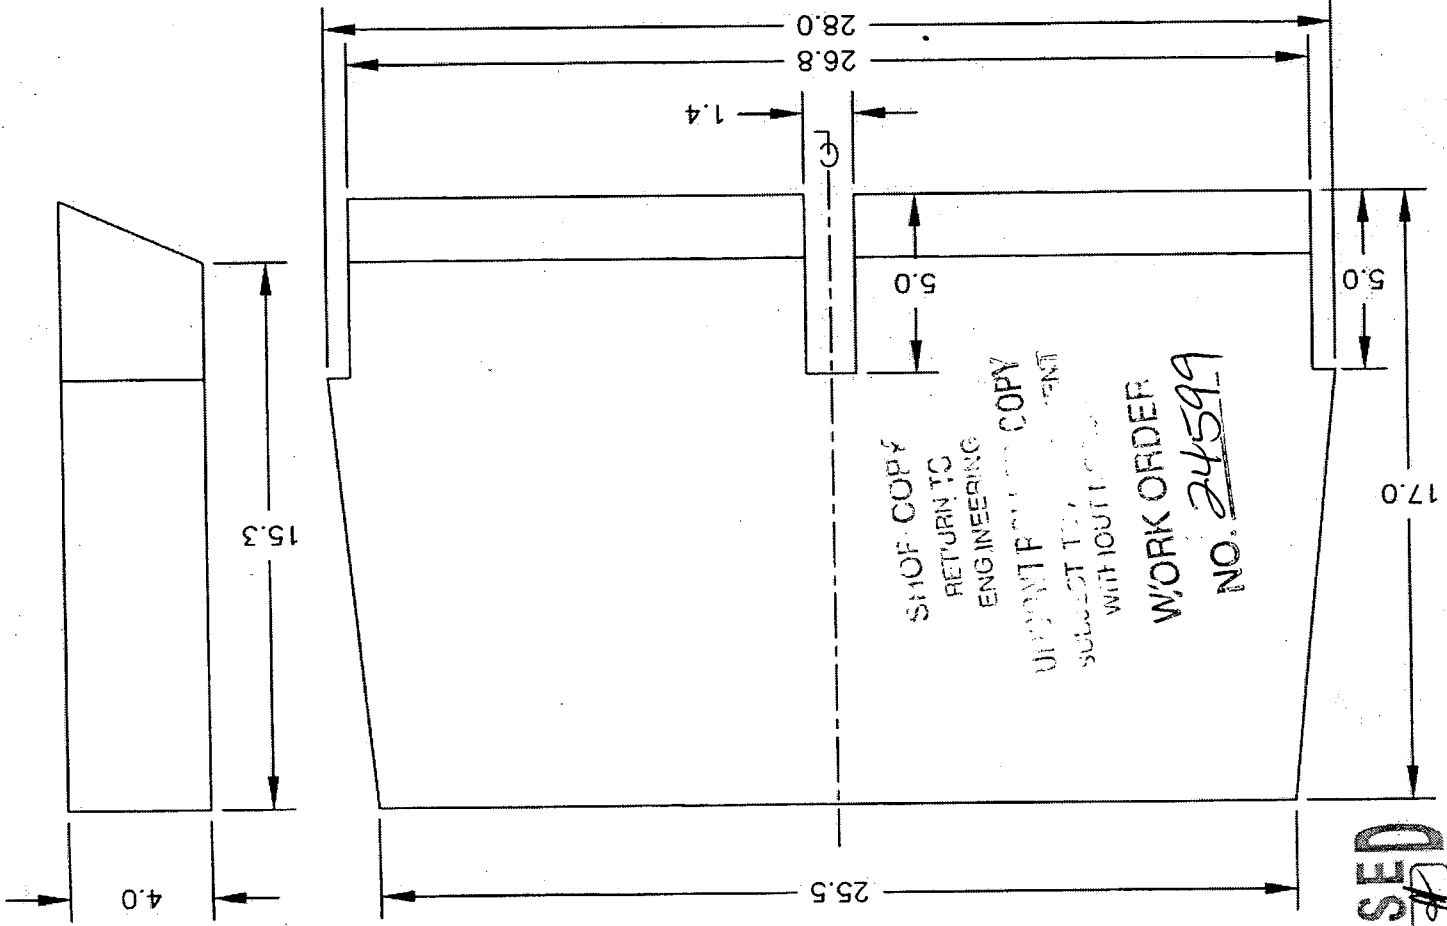 28.0
26.8
1.4
℄
5.0
5.0
15.3
17.0
4.0
25.5
SHOP COPY
RETURN TO
ENGINEERING
COPY
WITHOUT
WORK ORDER
NO. 24599
SED